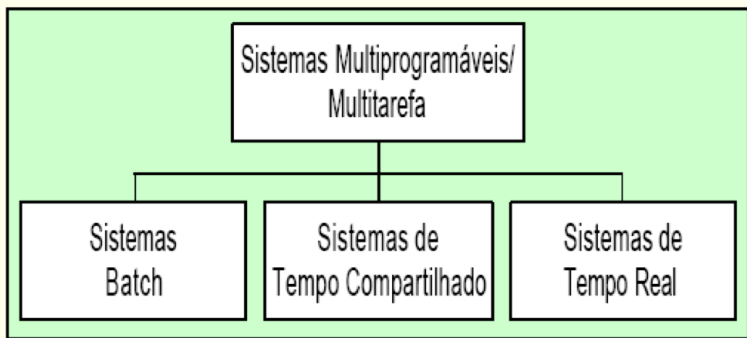 Sistemas Multiprogramáveis/
Multitarefa
Sistemas
Batch
Sistemas de
Tempo Compartilhado
Sistemas de
Tempo Real